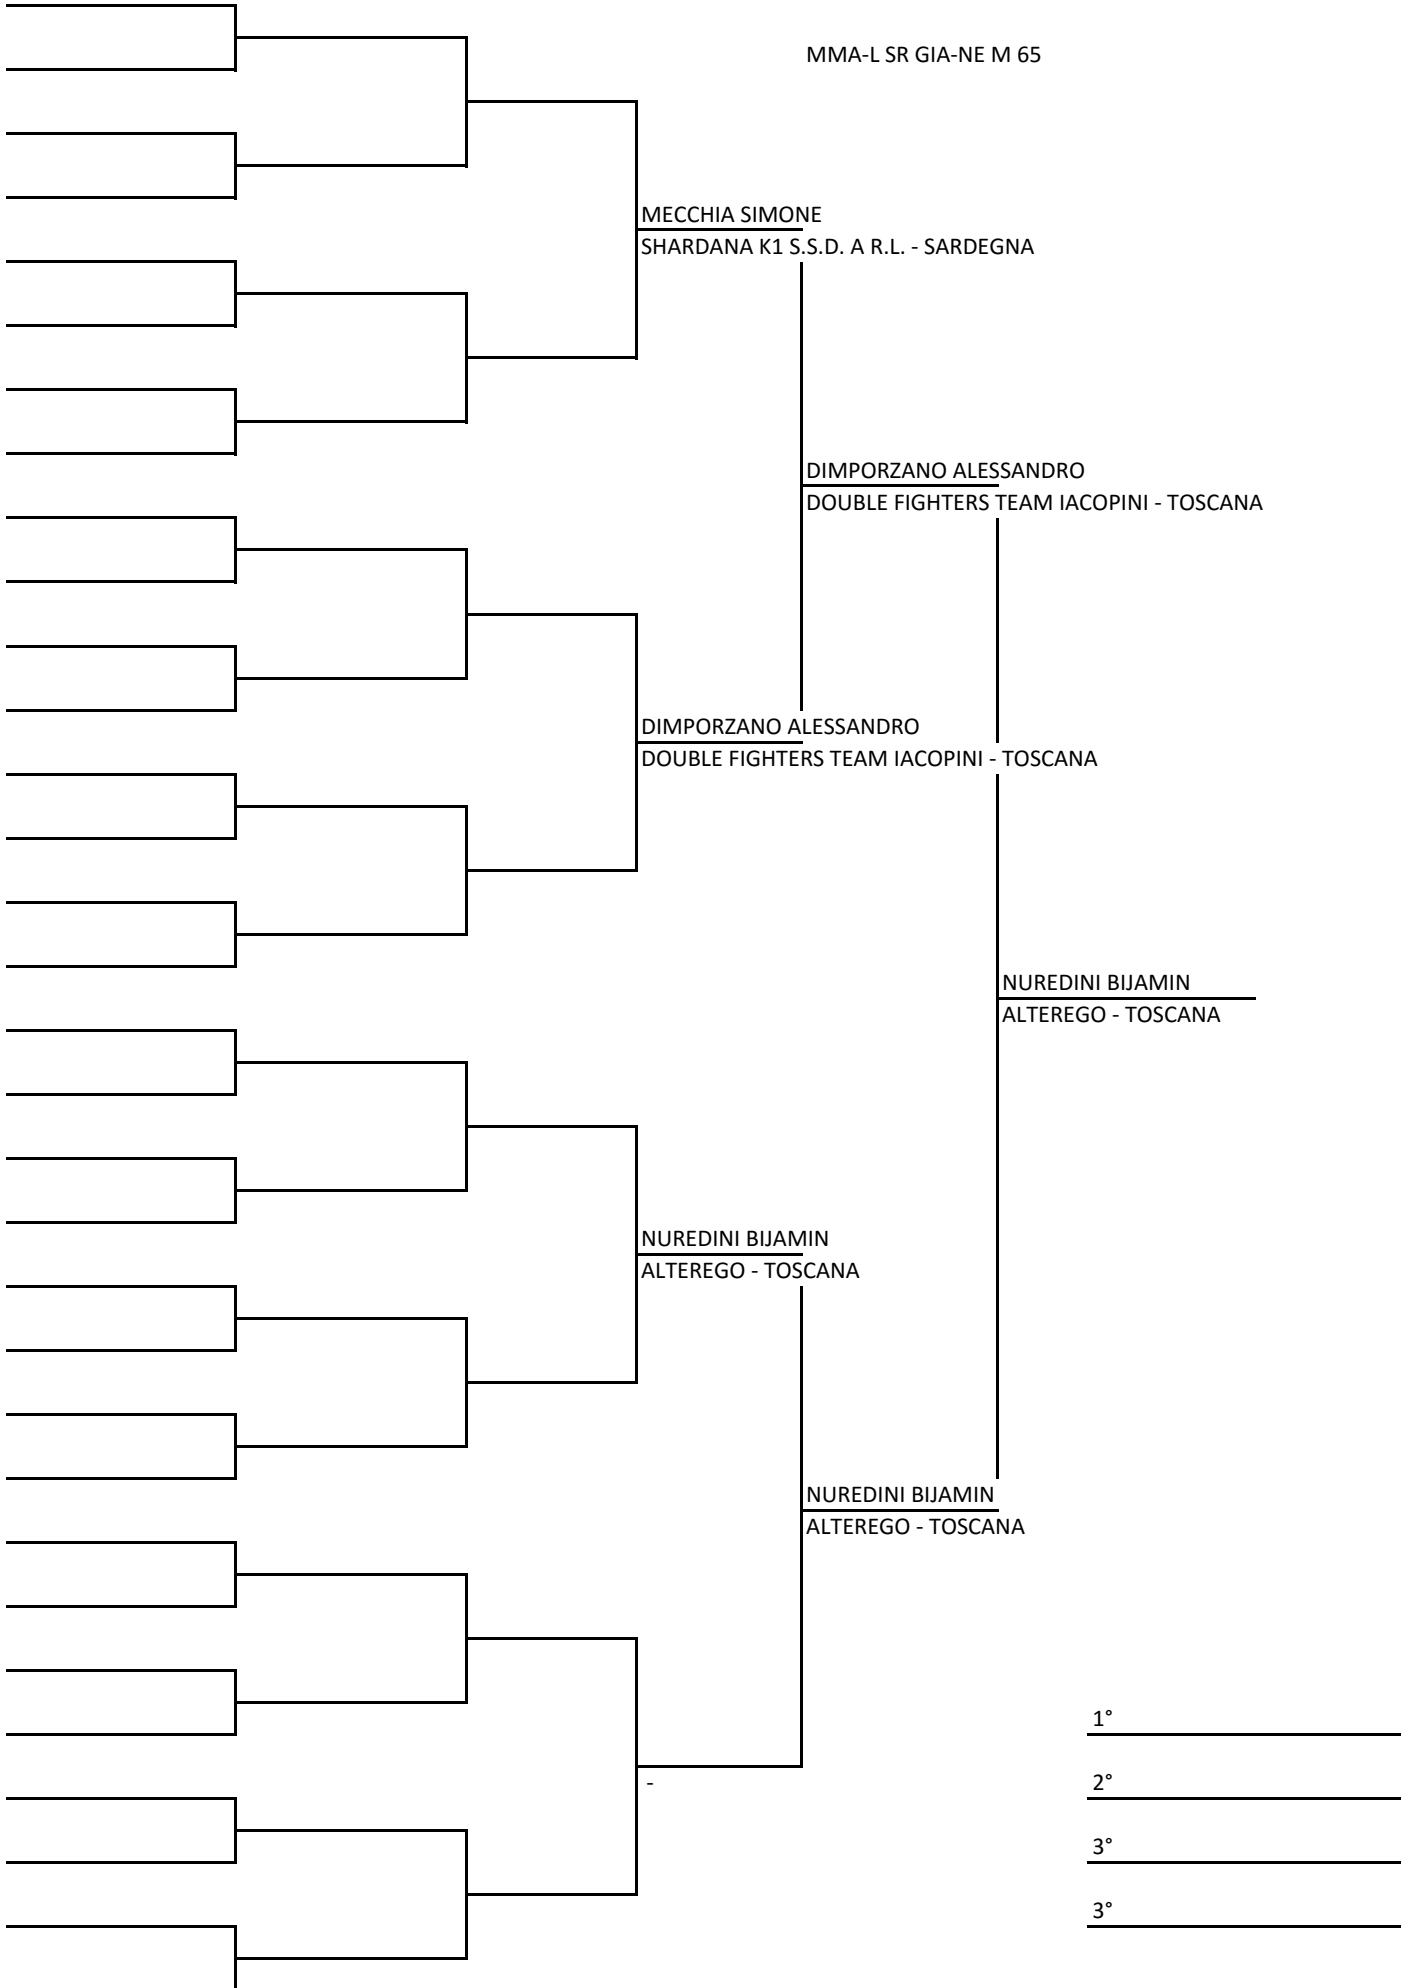 MMA-L SR GIA-NE M 65
MECCHIA SIMONE
SHARDANA K1 S.S.D. A R.L. - SARDEGNA
DIMPORZANO ALESSANDRO
DOUBLE FIGHTERS TEAM IACOPINI - TOSCANA
DIMPORZANO ALESSANDRO
DOUBLE FIGHTERS TEAM IACOPINI - TOSCANA
NUREDINI BIJAMIN
ALTEREGO - TOSCANA
NUREDINI BIJAMIN
ALTEREGO - TOSCANA
NUREDINI BIJAMIN
ALTEREGO - TOSCANA
1°
-
2°
3°
3°